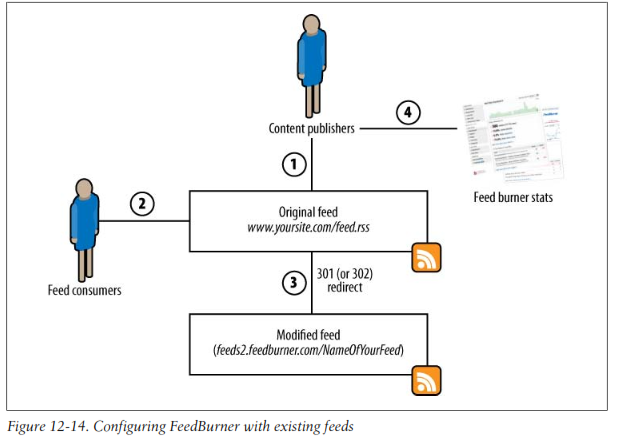 Content publishers
4
Feed burner stats
1
2
Feed consumers
Original feed
www.yoursite.com/feed.rss
3
301 (or 302)
redirect
Modified feed
(feeds2.feedburner.com/NameOfYourFeed)
Figure 12-14. Configuring FeedBurner with existing feeds